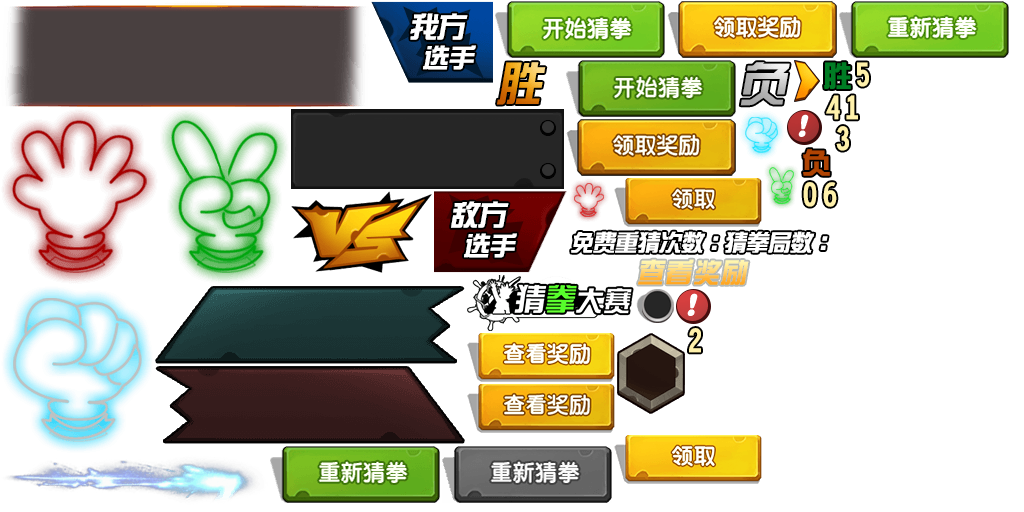 我方
选手
开始猜拳
领取奖励
重新猜拳
胜
开始猜拳
负
胜5
41
领取奖励
!
3
负
06
领取
VS
敌方
选手
免费重猜次数：猜拳局数：
查看奖励
猜拳大赛
!
查看奖励
2
查看奖励
领取
重新猜拳
重新猜拳